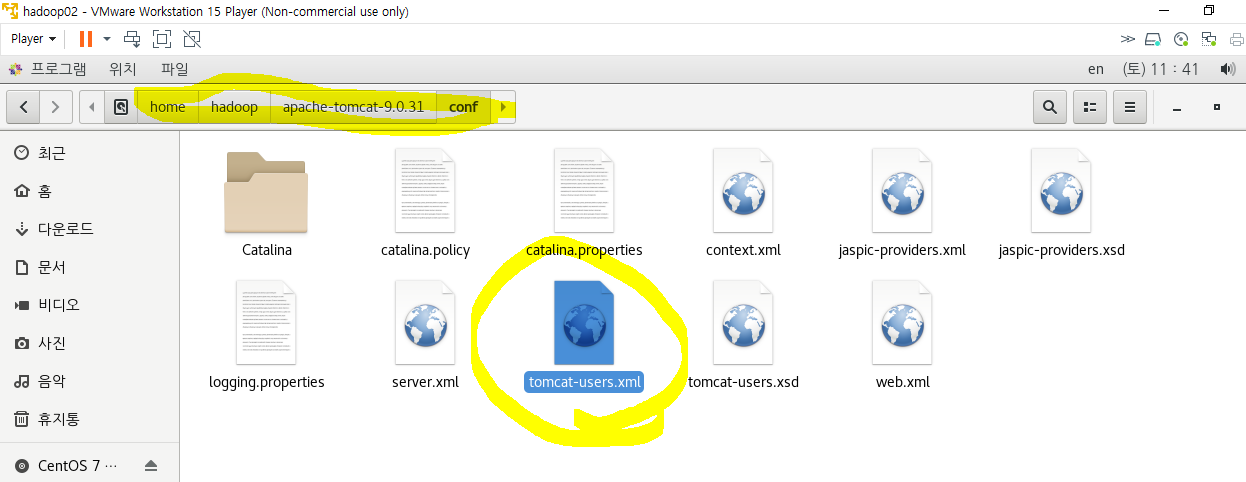 hadoop02 - VMware Workstation 15 Player (Non-commercial use only)
Player
프로그램 위치 파일 en (토) 11 : 41
home hadoop apache-tomcat-9.0.31 conf
최근
홈
다운로드
문서
비디오
사진
음악
휴지통
CentOS 7 ⋯
Catalina catalina.policy catalina.properties context.xml jaspic-providers.xml jaspic-providers.xsd
logging.properties server.xml tomcat-users.xml tomcat-users.xsd web.xml